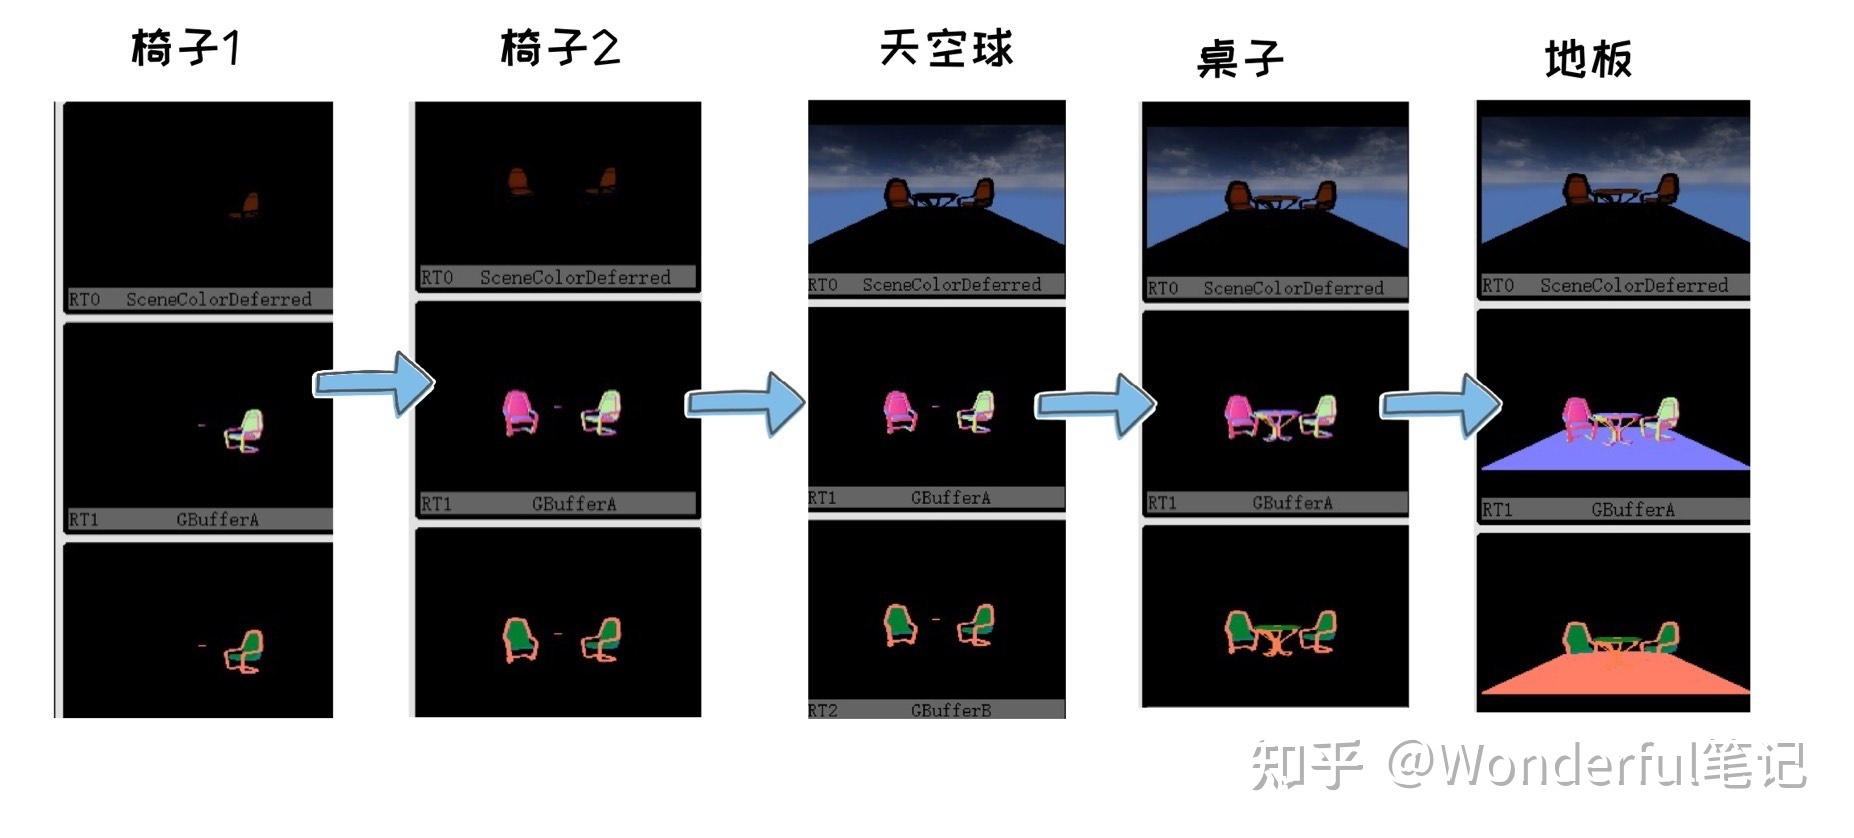 椅子1
椅子2
天空球
桌子
地板
RT0 SceneColorDeferred
RT0 SceneColorDeferred
RT0 SceneColorDeferred
RT0 SceneColorDeferred
RT0 SceneColorDeferred
RT1 GBufferA
RT1 GBufferA
RT1 GBufferA
RT1 GBufferA
RT1 GBufferA
RT2 GBufferB
知乎 @Wonderful笔记